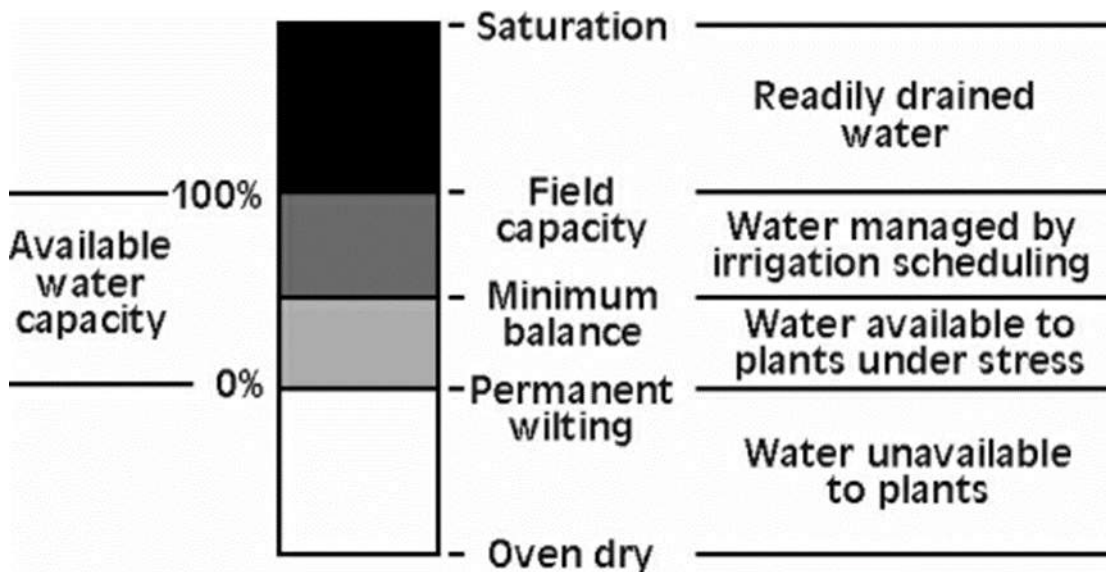 Saturation
Readily drained
water
100%
Field
capacity
Available
water
capacity
Water managed by
irrigation scheduling
Minimum
balance
Water available to
plants under stress
0%
Permanent
wilting
Water unavailable
to plants
Oven dry